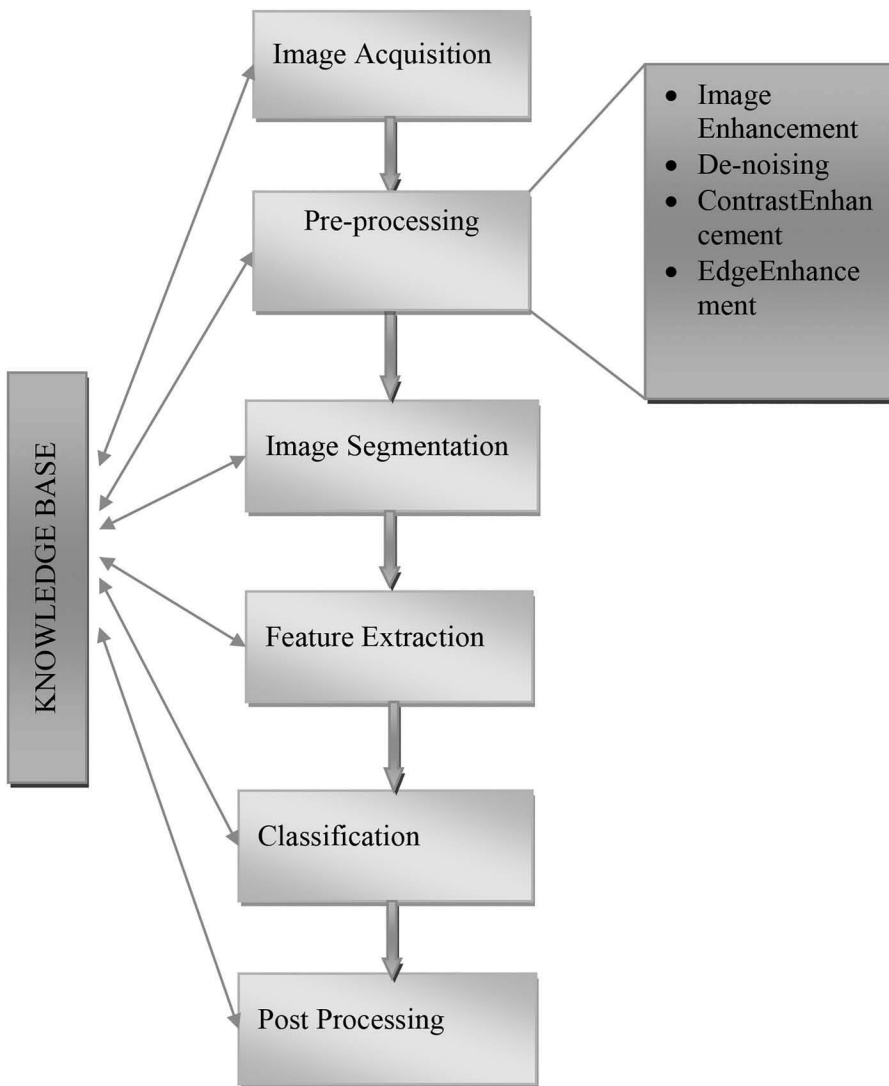 Image Acquisition
Pre-processing
• Image
Enhancement
• De-noising
• ContrastEnhan
cement
• EdgeEnhance
ment
Image Segmentation
KNOWLEDGE BASE
Feature Extraction
Classification
Post Processing